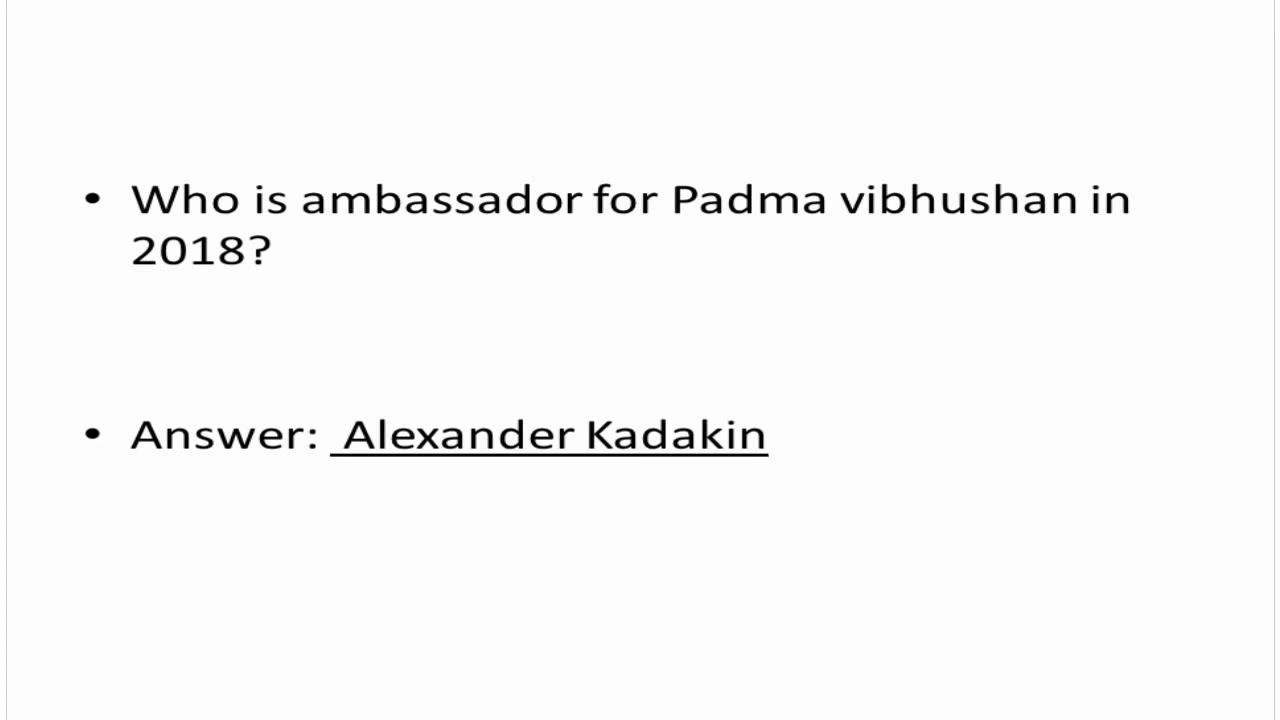 • Who is ambassador for Padma vibhushan in
2018?
• Answer: Alexander Kadakin